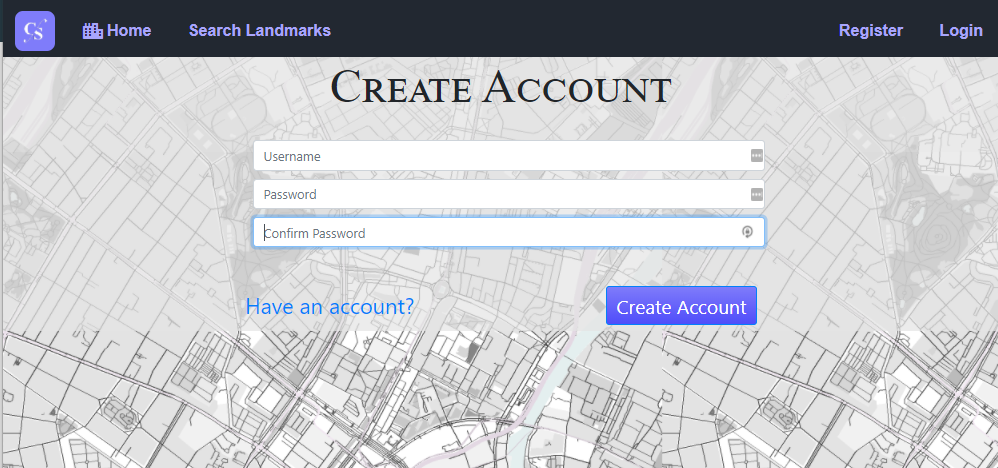 CS
Home
Search Landmarks
Register
Login
Create Account
Username
Password
Confirm Password
Have an account?
Create Account